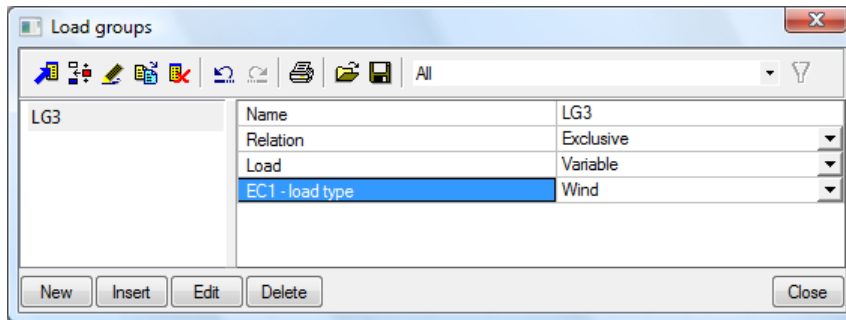 Load groups
All
LG3
Name LG3
Relation Exclusive
Load Variable
EC1 - load type Wind
New Insert Edit Delete Close